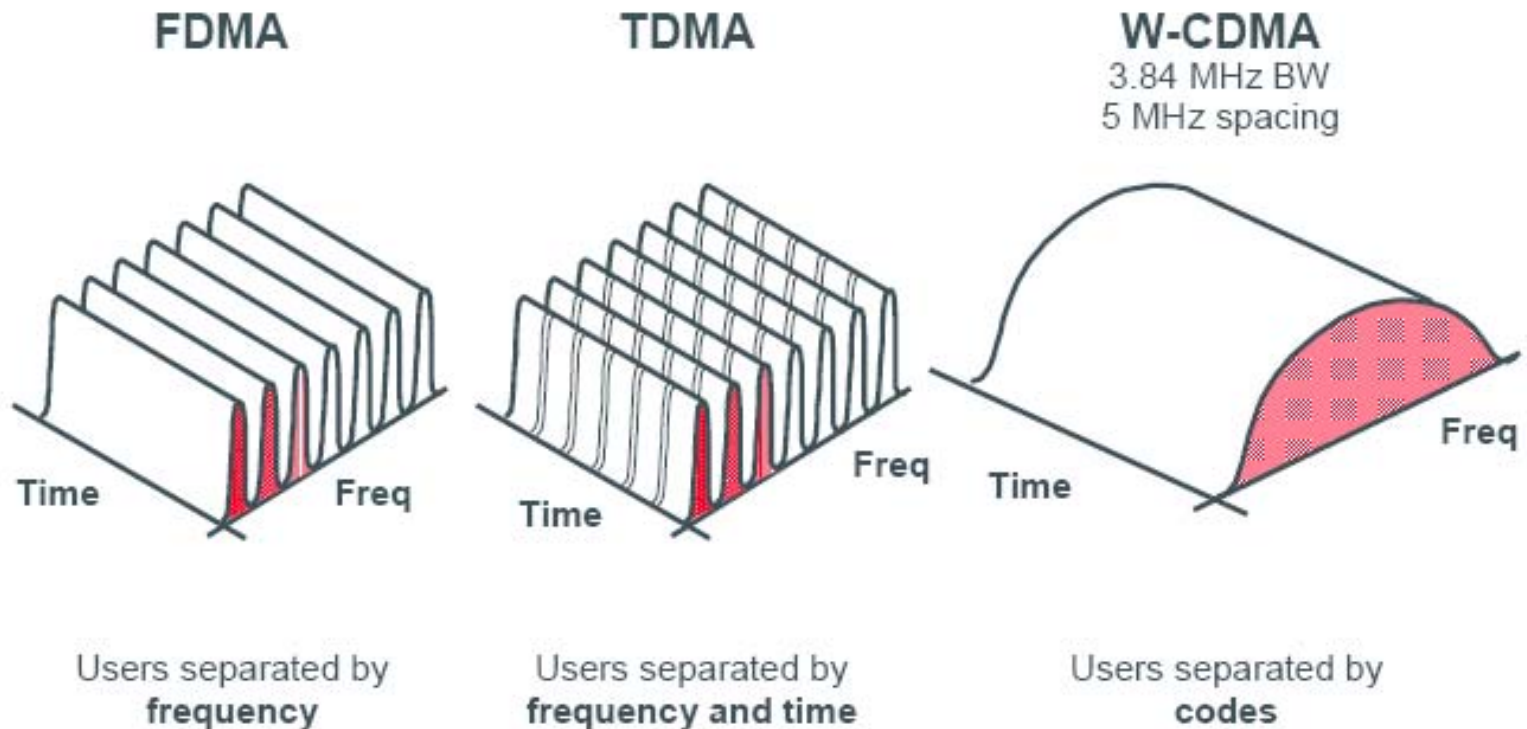 FDMA
TDMA
W-CDMA
3.84 MHz BW
5 MHz spacing
Time
Freq
Time
Freq
Time
Freq
Users separated by
frequency
Users separated by
frequency and time
Users separated by
codes